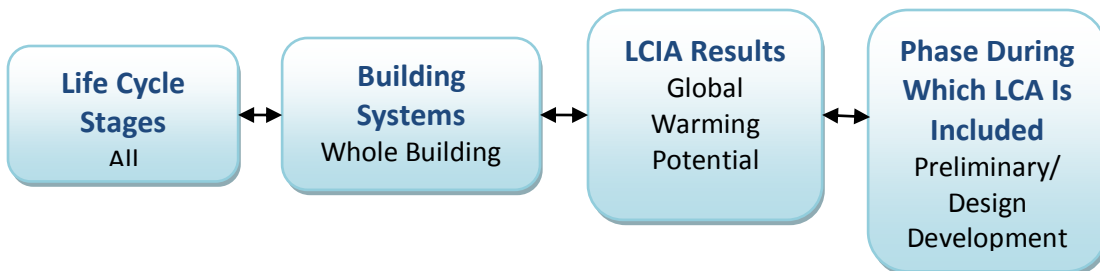 Life Cycle
Stages
All
Building
Systems
Whole Building
LCIA Results
Global
Warming
Potential
Phase During
Which LCA Is
Included
Preliminary/
Design
Development